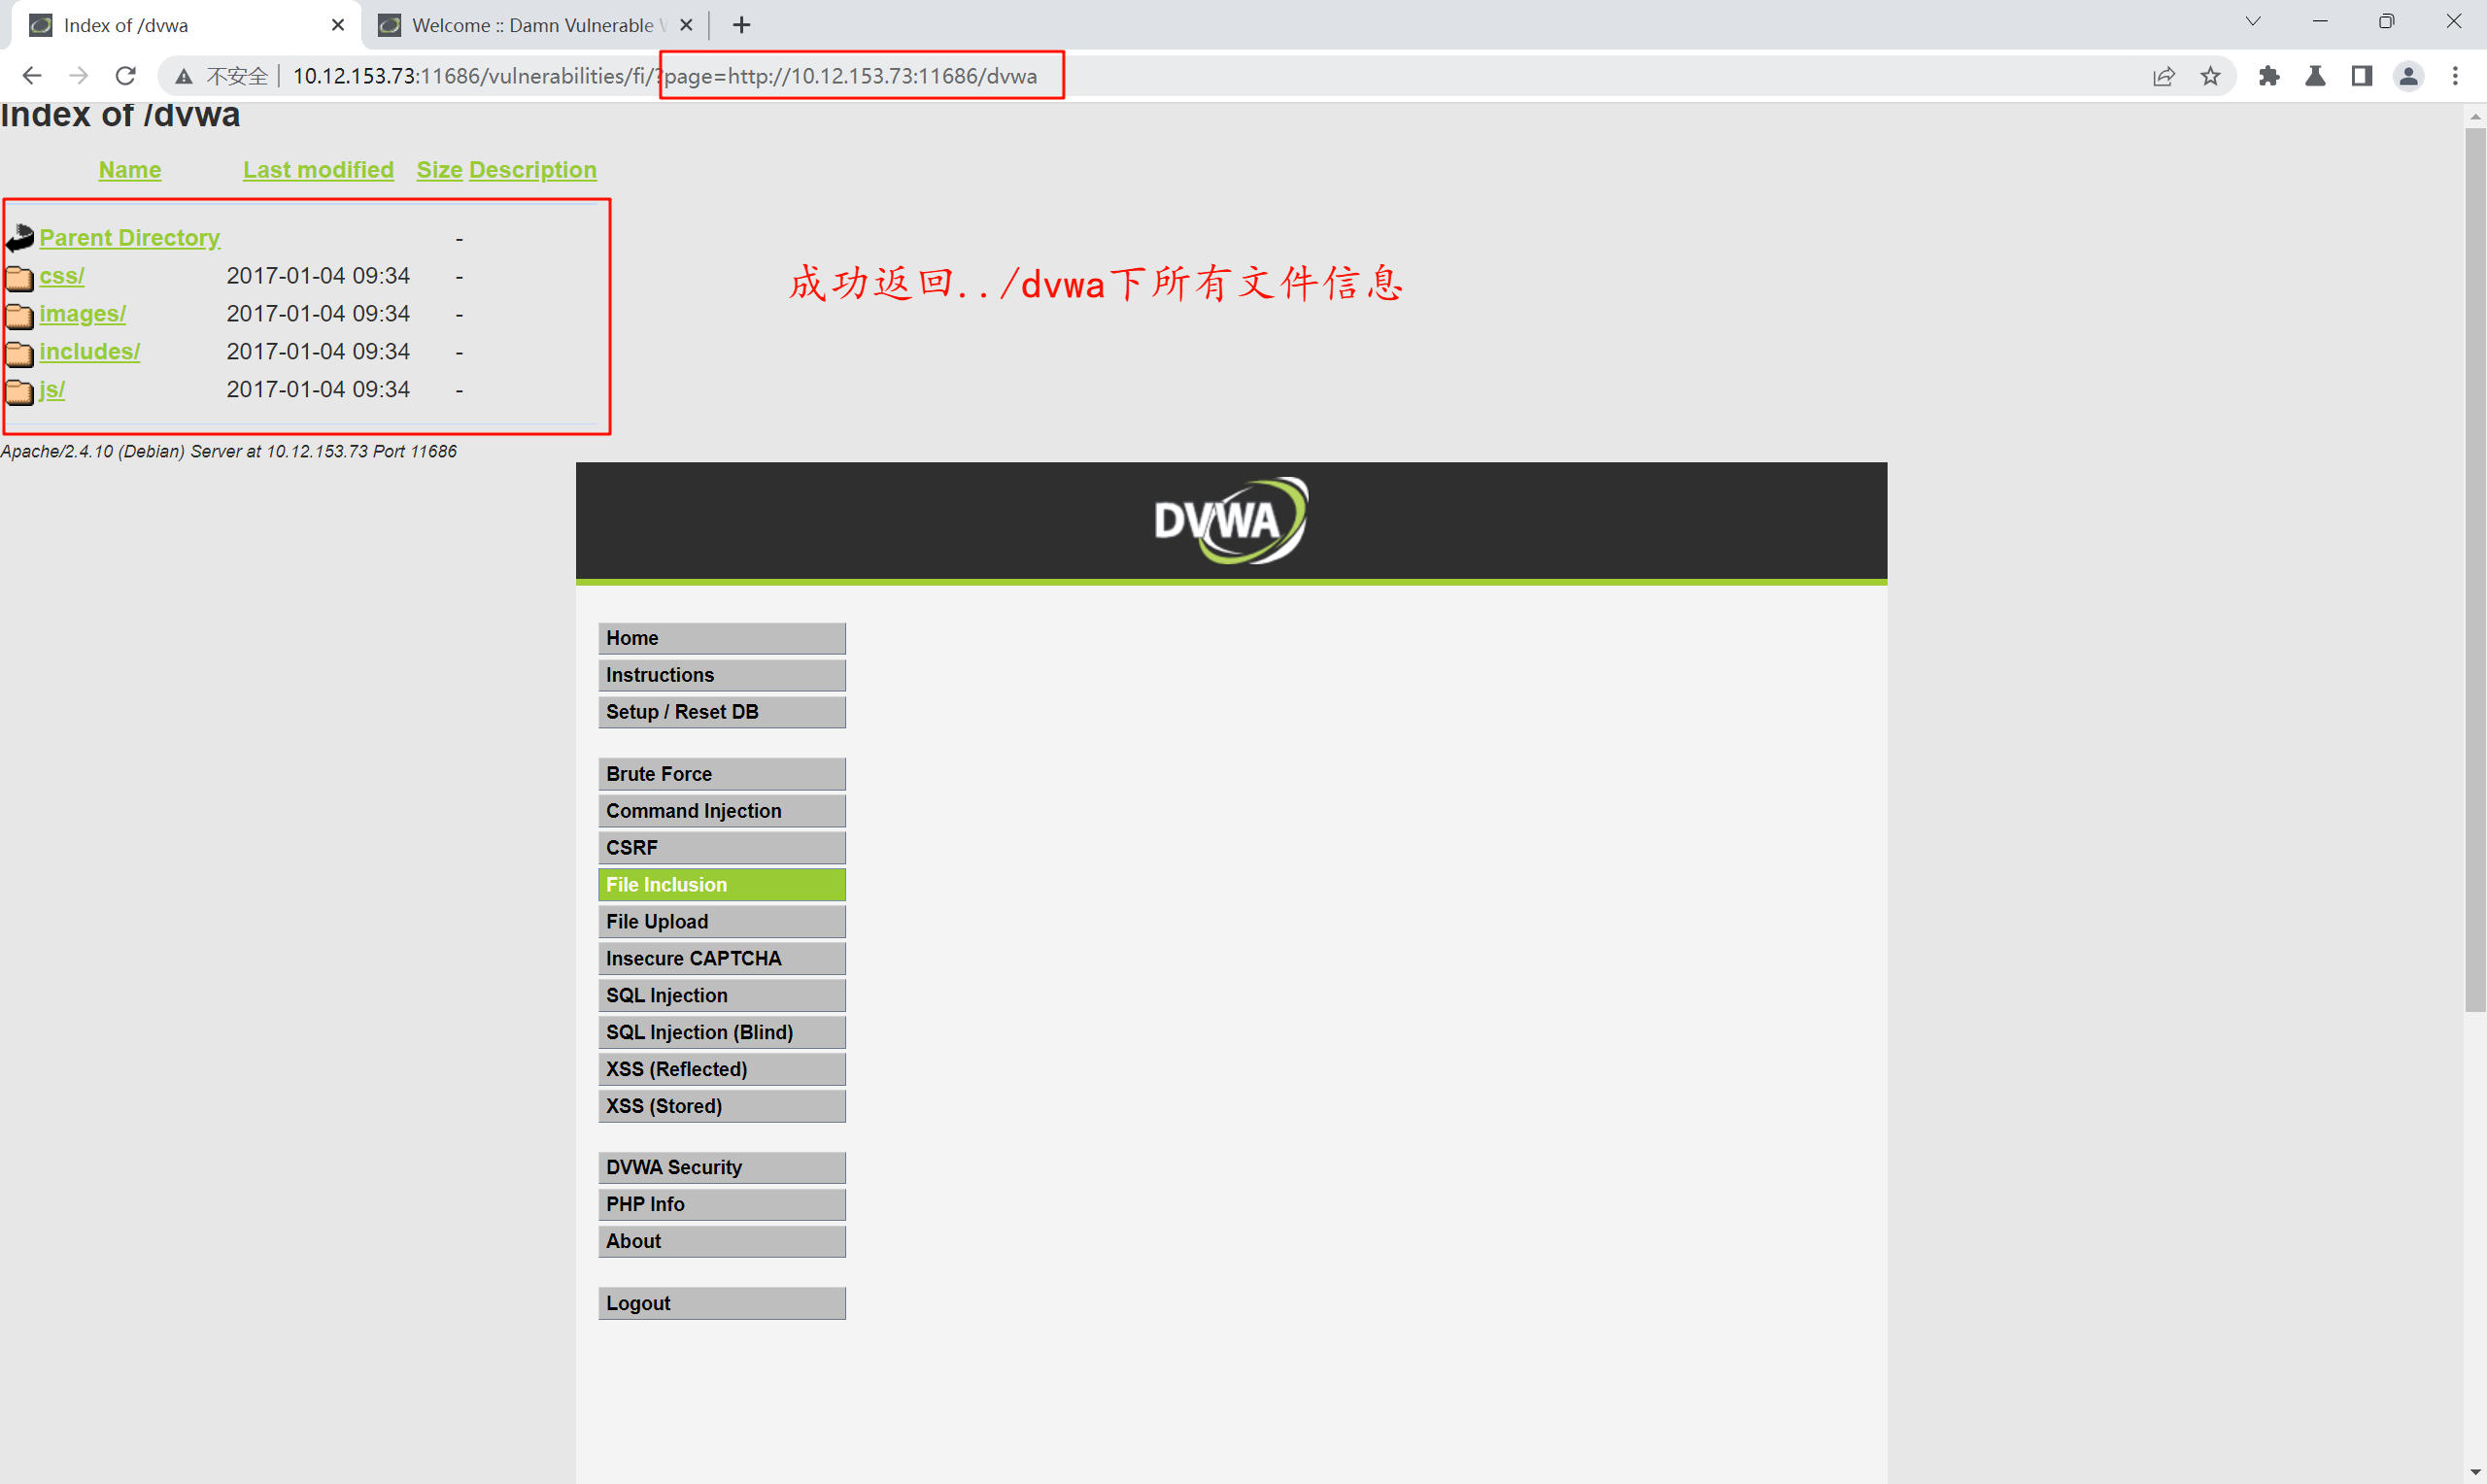 Index of /dvwa
Welcome :: Damn Vulnerable
不安全
10.12.153.73:11686/vulnerabilities/fi/?page=http://10.12.153.73:11686/dvwa
Index of /dvwa
Name Last modified Size Description
Parent Directory -
css/ 2017-01-04 09:34 -
images/ 2017-01-04 09:34 -
includes/ 2017-01-04 09:34 -
js/ 2017-01-04 09:34 -
成功返回../dvwa下所有文件信息
Apache/2.4.10 (Debian) Server at 10.12.153.73 Port 11686
DVWA
Home
Instructions
Setup / Reset DB
Brute Force
Command Injection
CSRF
File Inclusion
File Upload
Insecure CAPTCHA
SQL Injection
SQL Injection (Blind)
XSS (Reflected)
XSS (Stored)
DVWA Security
PHP Info
About
Logout